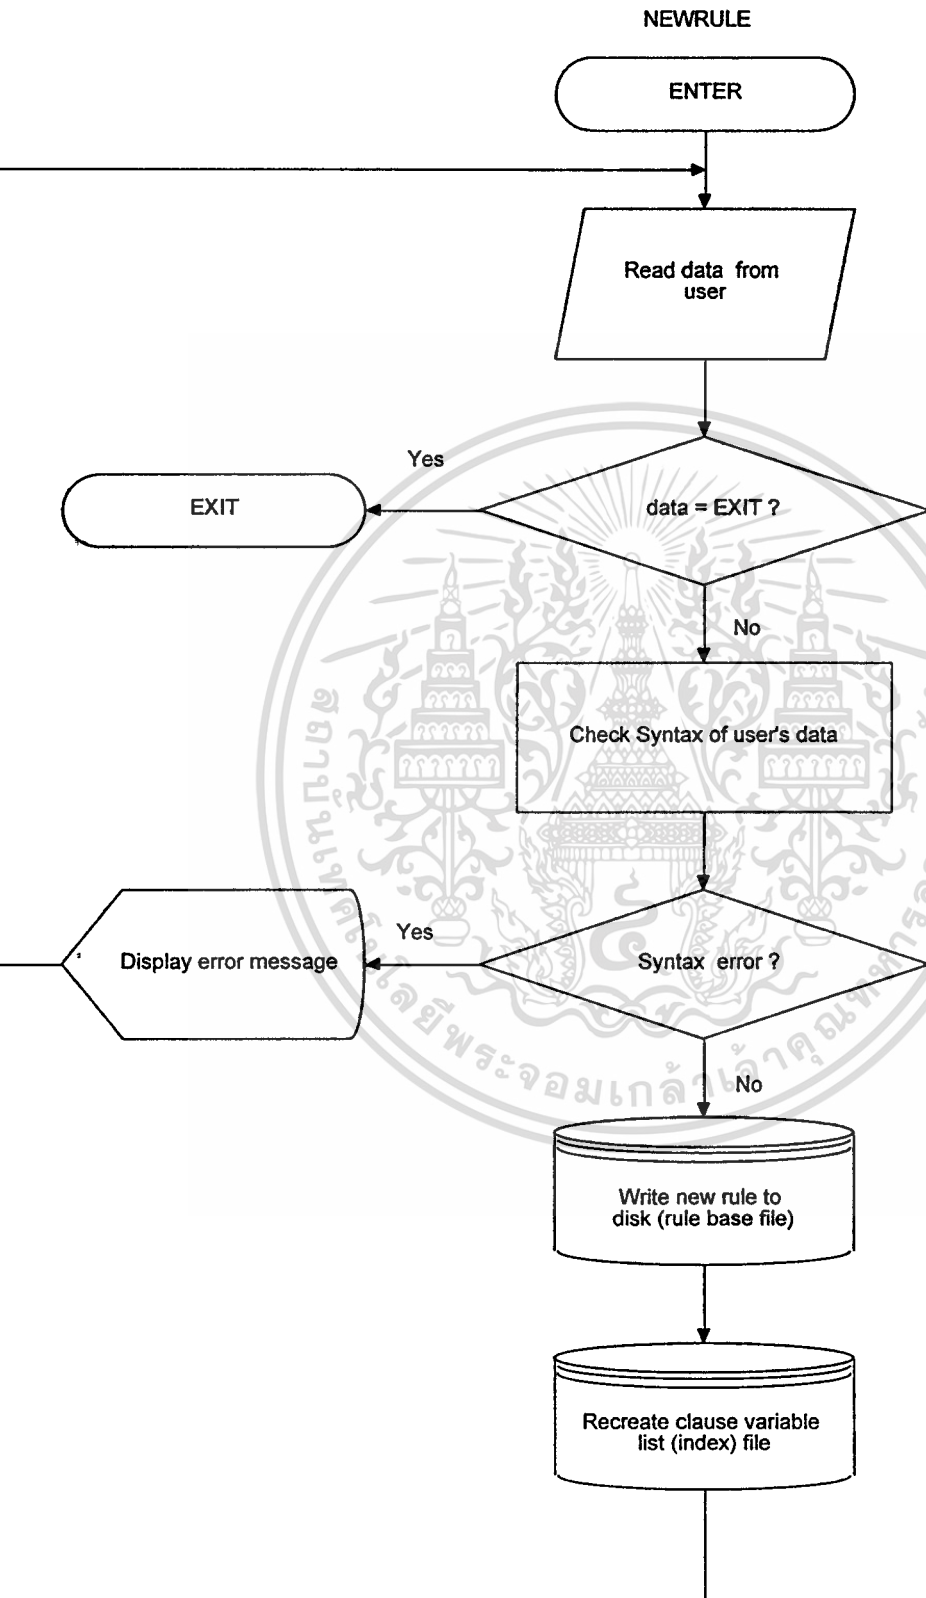 NEWRULE
ENTER
Read data from
user
Yes
EXIT
data = EXIT ?
No
Check Syntax of user's data
Yes
Display error message
Syntax error ?
No
Write new rule to
disk (rule base file)
Recreate clause variable
list (index) file